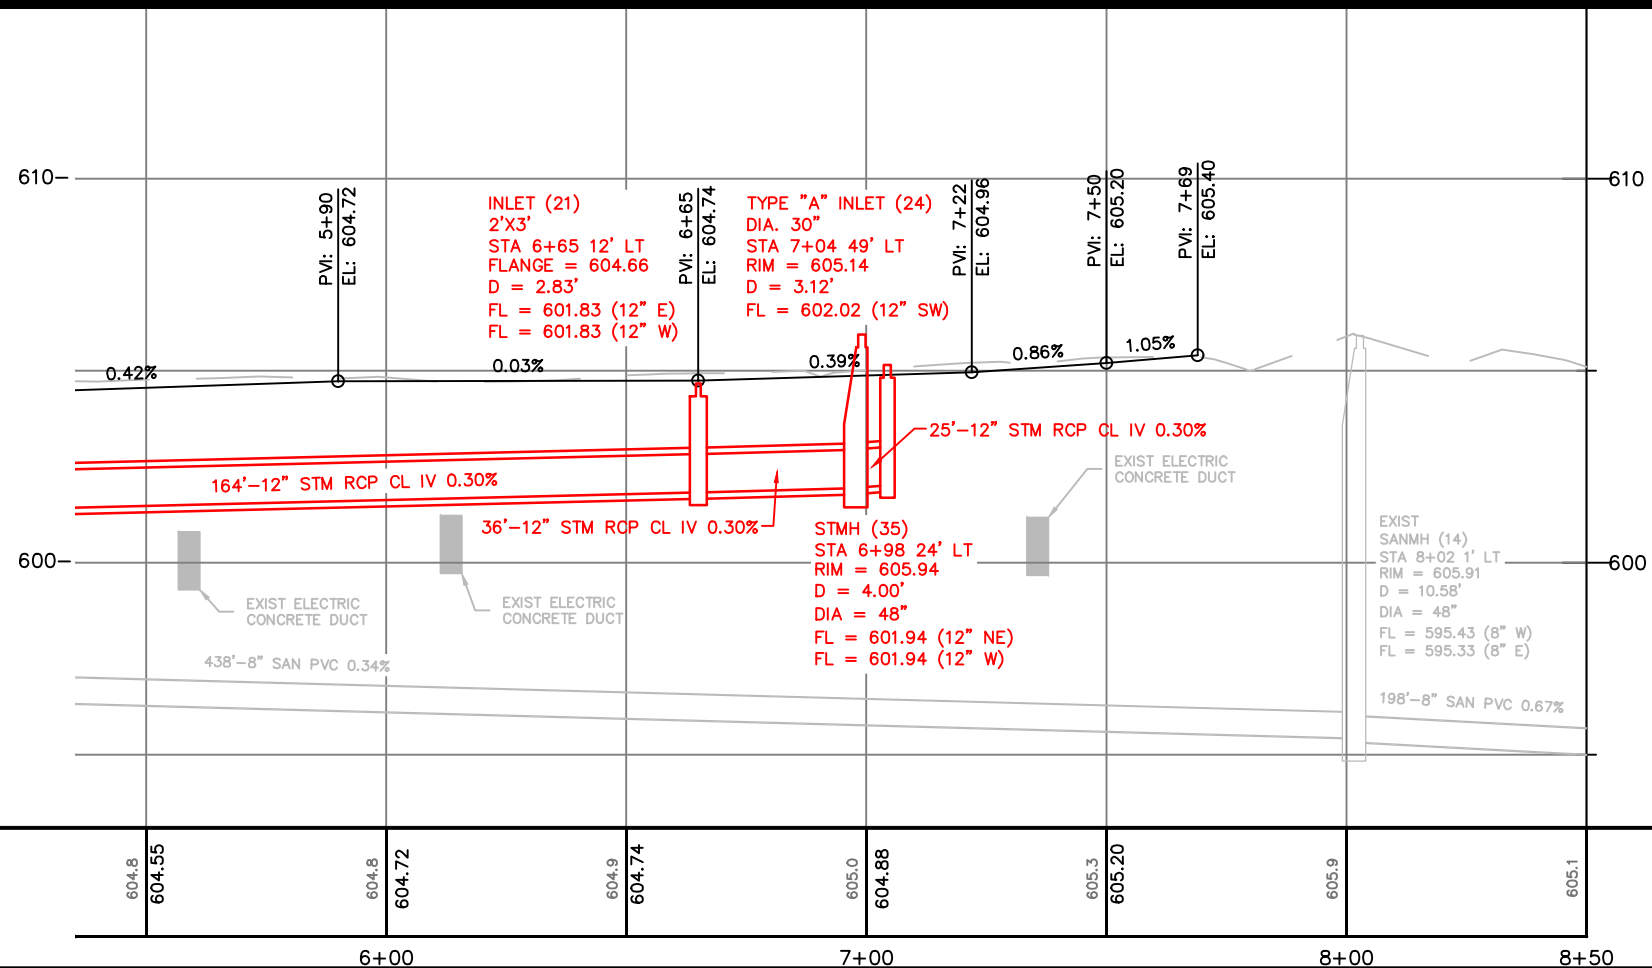 610-
610
PVI: 5+90
EL: 604.72
INLET (21)
2'X3'
STA 6+65 12' LT
FLANGE = 604.66
D = 2.83'
FL = 601.83 (12" E)
FL = 601.83 (12" W)
PVI: 6+65
EL: 604.74
TYPE "A" INLET (24)
DIA. 30"
STA 7+04 49' LT
RIM = 605.14
D = 3.12'
FL = 602.02 (12" SW)
PVI: 7+22
EL: 604.96
PVI: 7+50
EL: 605.20
PVI: 7+69
EL: 605.40
0.42%
0.03%
0.39%
0.86%
1.05%
25'-12" STM RCP CL IV 0.30%
164'-12" STM RCP CL IV 0.30%
36'-12" STM RCP CL IV 0.30%
EXIST ELECTRIC
CONCRETE DUCT
600-
600
STMH (35)
STA 6+98 24' LT
RIM = 605.94
D = 4.00'
DIA = 48"
FL = 601.94 (12" NE)
FL = 601.94 (12" W)
EXIST
SANMH (14)
STA 8+02 1' LT
RIM = 605.91
D = 10.58'
DIA = 48"
FL = 595.43 (8" W)
FL = 595.33 (8" E)
EXIST ELECTRIC
CONCRETE DUCT
EXIST ELECTRIC
CONCRETE DUCT
438'-8" SAN PVC 0.34%
198'-8" SAN PVC 0.67%
604.8
604.55
604.8
604.72
604.9
604.74
605.0
604.88
605.3
605.20
605.9
605.1
6+00
7+00
8+00
8+50